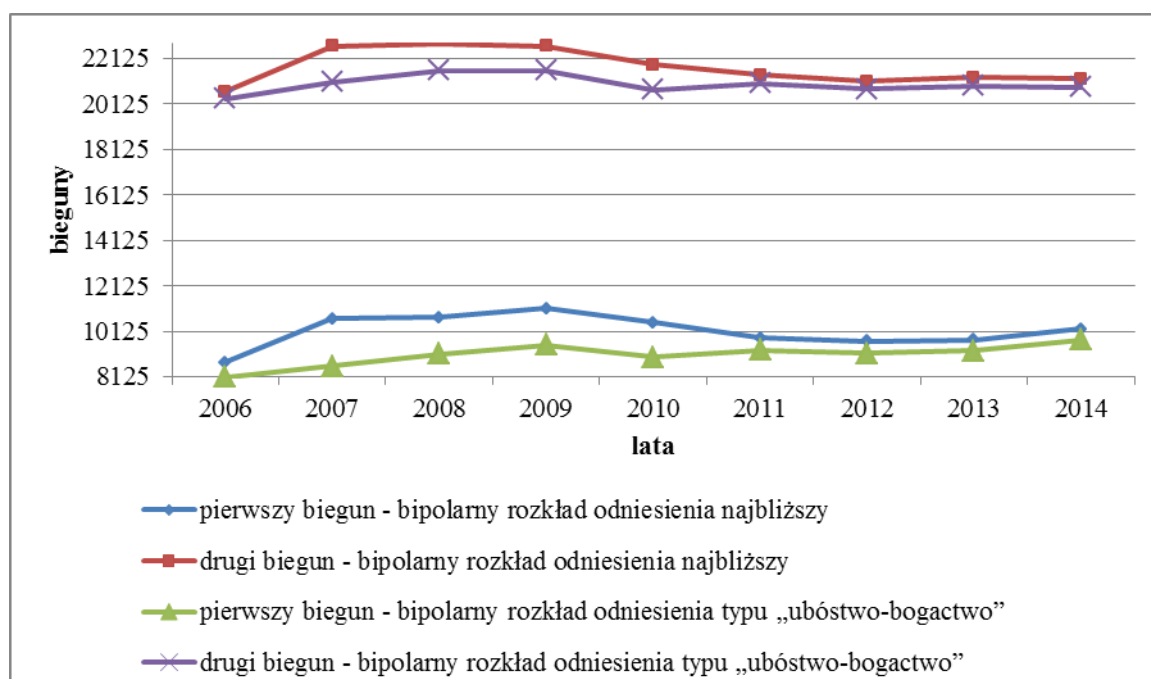 22125
20125
18125
16125
14125
12125
10125
8125
bieguny
2006 2007 2008 2009 2010 2011 2012 2013 2014
lata
pierwszy biegun - bipolarny rozkład odniesienia najbliższy
drugi biegun - bipolarny rozkład odniesienia najbliższy
pierwszy biegun - bipolarny rozkład odniesienia typu „ubóstwo-bogactwo”
drugi biegun - bipolarny rozkład odniesienia typu „ubóstwo-bogactwo”